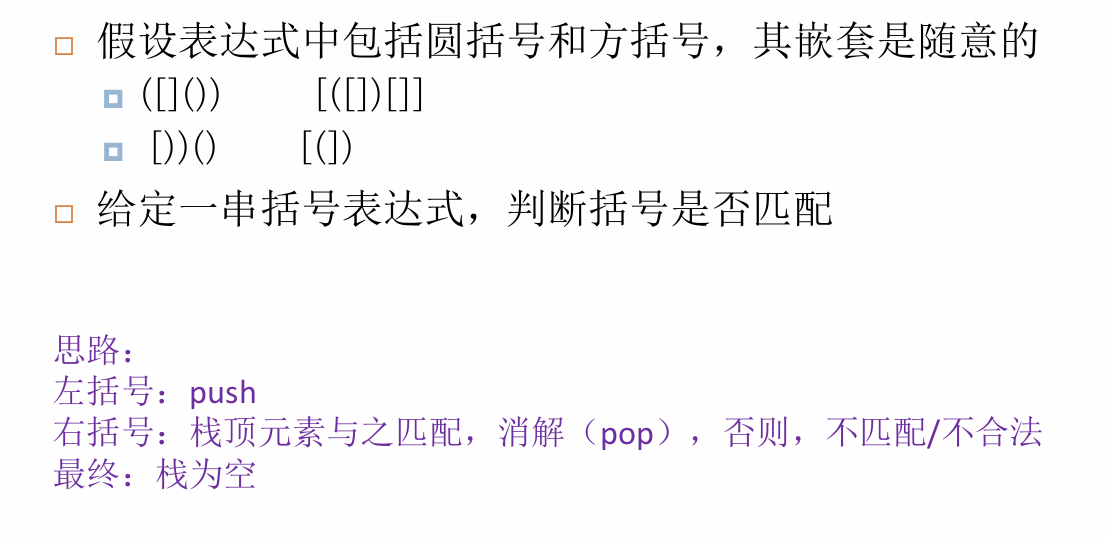 假设表达式中包括圆括号和方括号，其嵌套是随意的
([]()) [([])[]]
[))() [(])
给定一串括号表达式，判断括号是否匹配
思路：
左括号：push
右括号：栈顶元素与之匹配，消解（pop），否则，不匹配/不合法
最终：栈为空